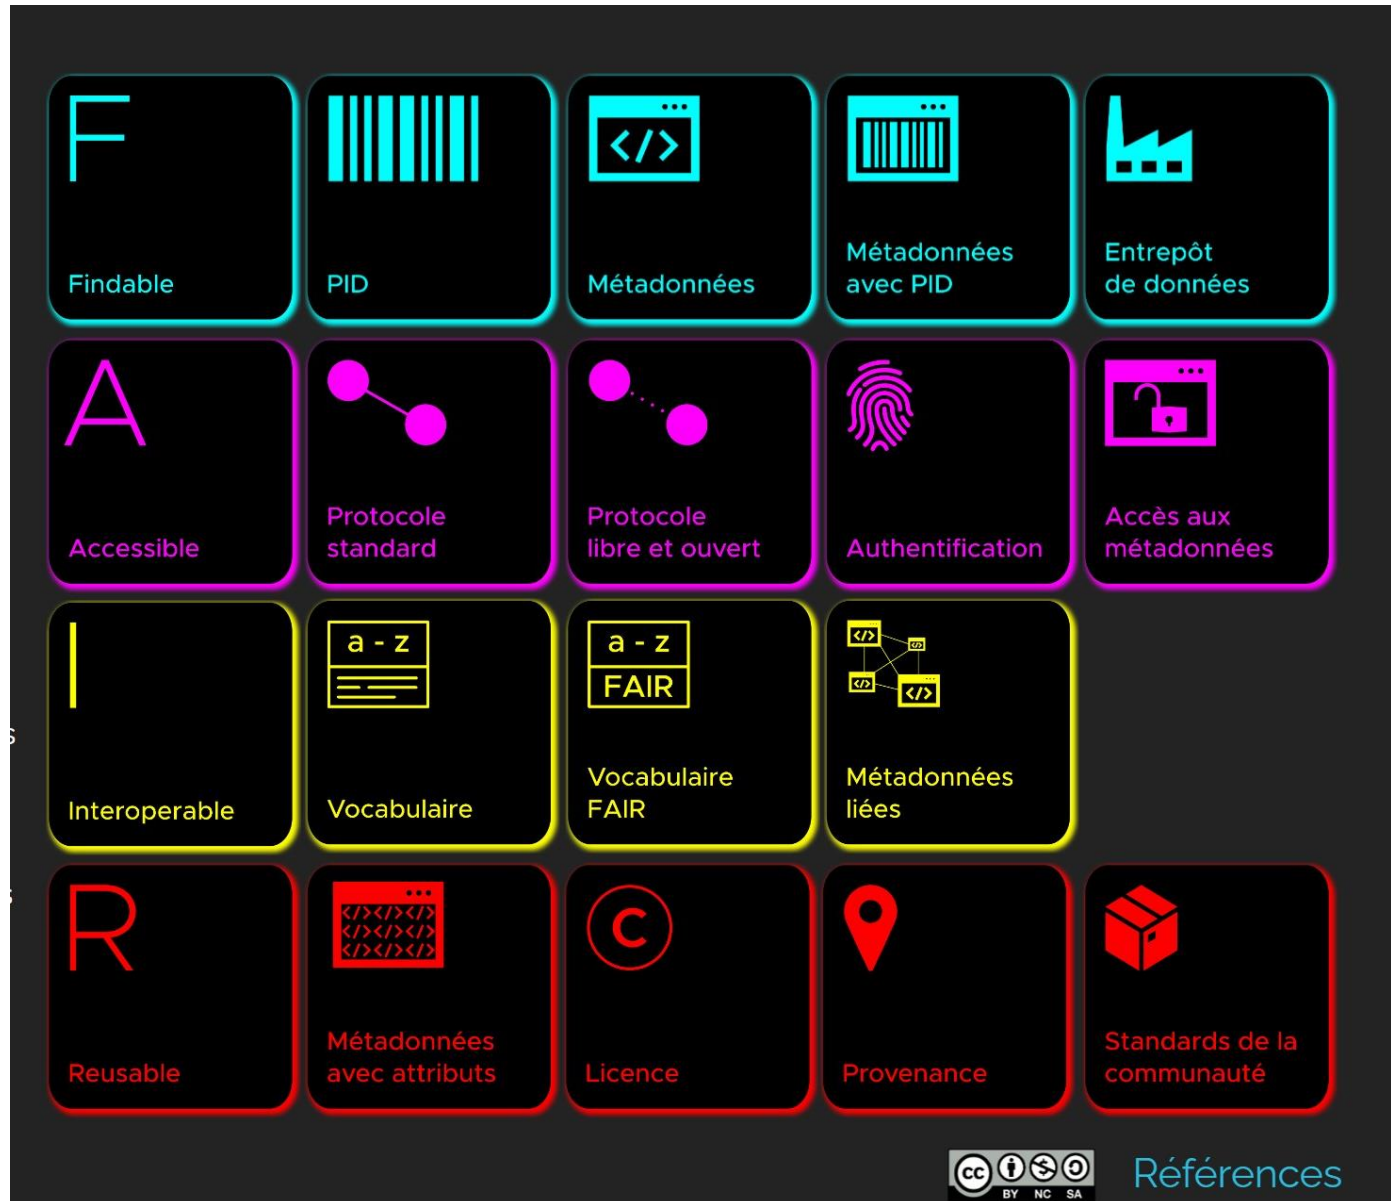 F
Findable
PID
</>
Métadonnées
Métadonnées
avec PID
Entrepôt
de données
A
Accessible
Protocole
standard
Protocole
libre et ouvert
Authentification
Accès aux
métadonnées
I
Interoperable
a - z
Vocabulaire
a - z
FAIR
Vocabulaire
FAIR
</>
</>
</>
</>
Métadonnées
liées
s
R
Reusable
</></></>
</></></>
</></></>
Métadonnées
avec attributs
C
Licence
Provenance
Standards de la
communauté
s
cc
BY NC SA
Références